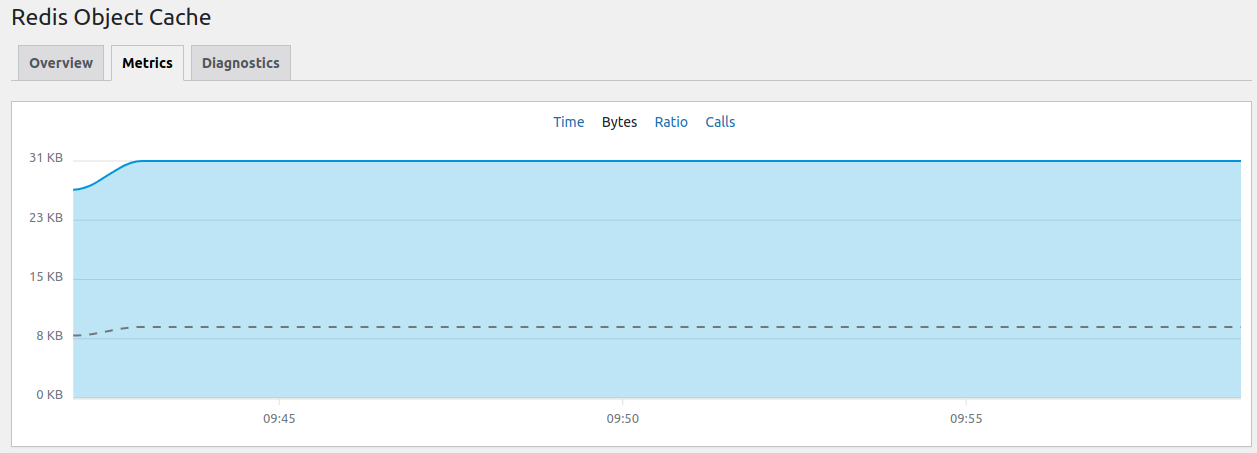 Redis Object Cache
Overview Metrics Diagnostics
Time Bytes Ratio Calls
31 KB
23 KB
15 KB
8 KB
0 KB
09:45 09:50 09:55